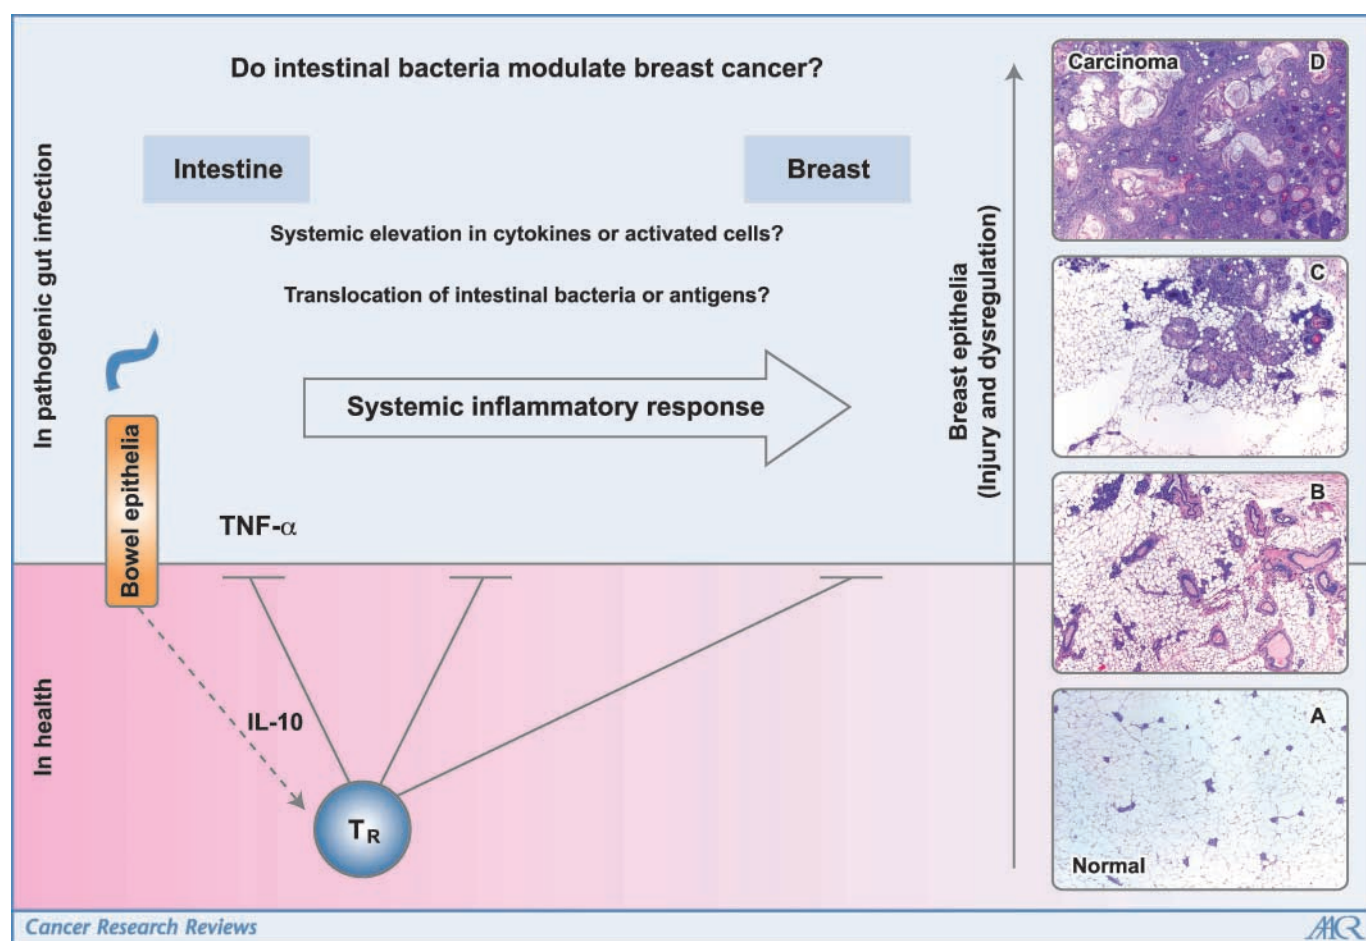 Do intestinal bacteria modulate breast cancer?
Intestine
Breast
Systemic elevation in cytokines or activated cells?
Translocation of intestinal bacteria or antigens?
Systemic inflammatory response
In pathogenic gut infection
Bowel epithelia
TNF-α
In health
IL-10
TR
Breast epithelia
(Injury and dysregulation)
Carcinoma
D
C
B
A
Normal
Cancer Research Reviews
AACR